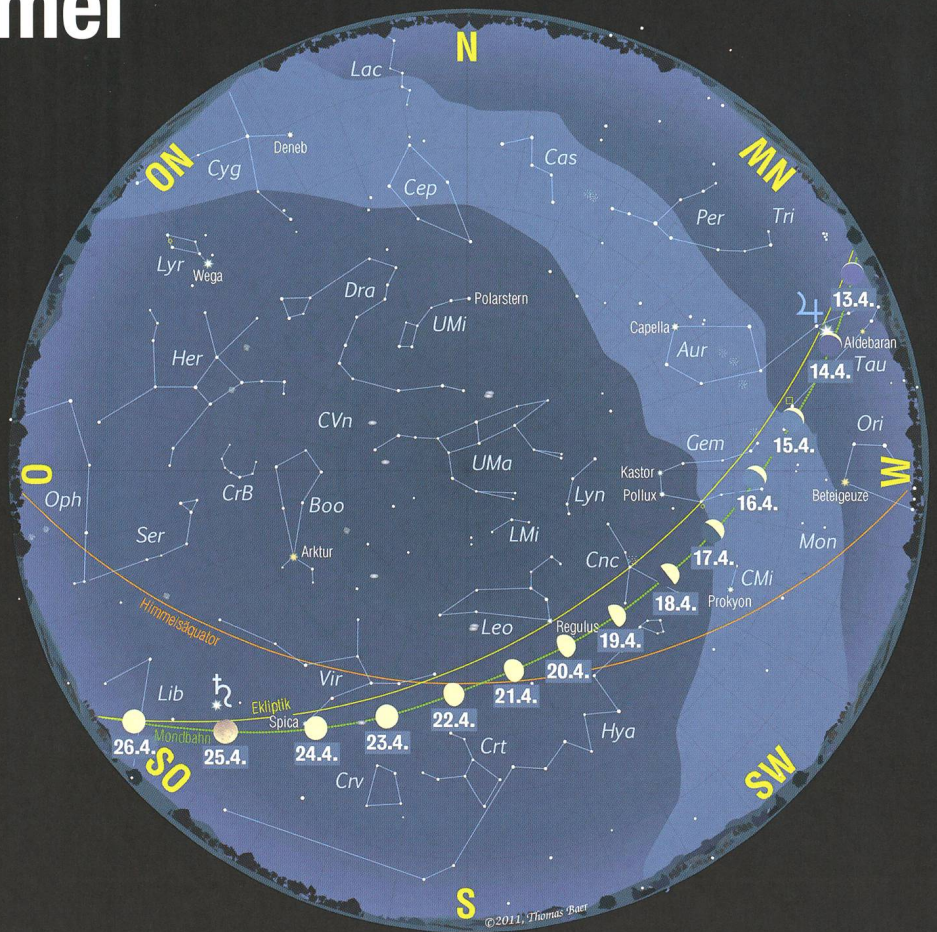 mel
N
Lac
NO
NW
Deneb
Cas
Cyg
Cep
Per
Tri
Lyr
Wega
Dra
Polarstern
13.4.
♃
UMi
Capella
Aldebaran
Her
Aur
14.4.
Tau
CVn
Ori
Gem
15.4.
UMa
O
Kastor
W
CrB
Pollux
Beteigeuze
Oph
Boo
Lyn
16.4.
Ser
LMi
Mon
Arktur
Cnc
17.4.
CMi
Himmelsäquator
18.4.
Prokyon
Leo
Regulus
19.4.
20.4.
Vir
♄
Lib
21.4.
Ekliptik
Spica
22.4.
Mondbahn
26.4.
25.4.
24.4.
23.4.
Hya
Crt
SO
SW
Crv
S
©2011, Thomas Baer